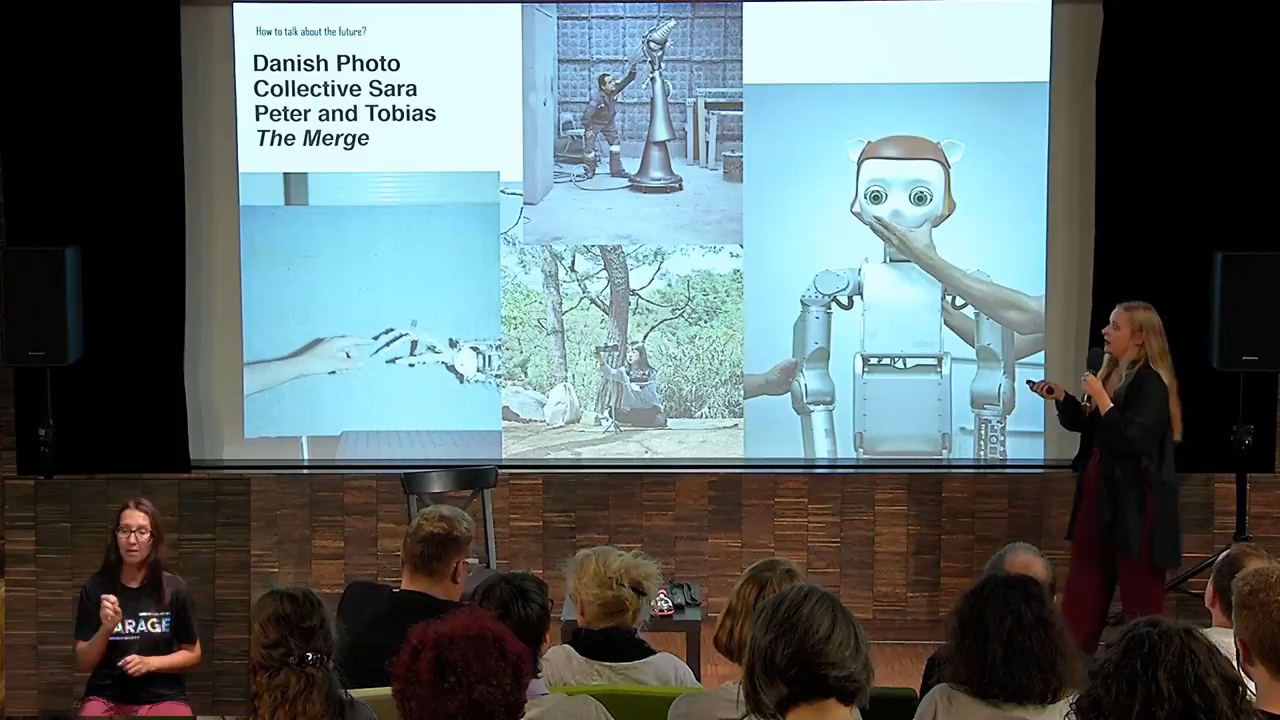 How to talk about the future?
Danish Photo
Collective Sara
Peter and Tobias
The Merge
ARAGE